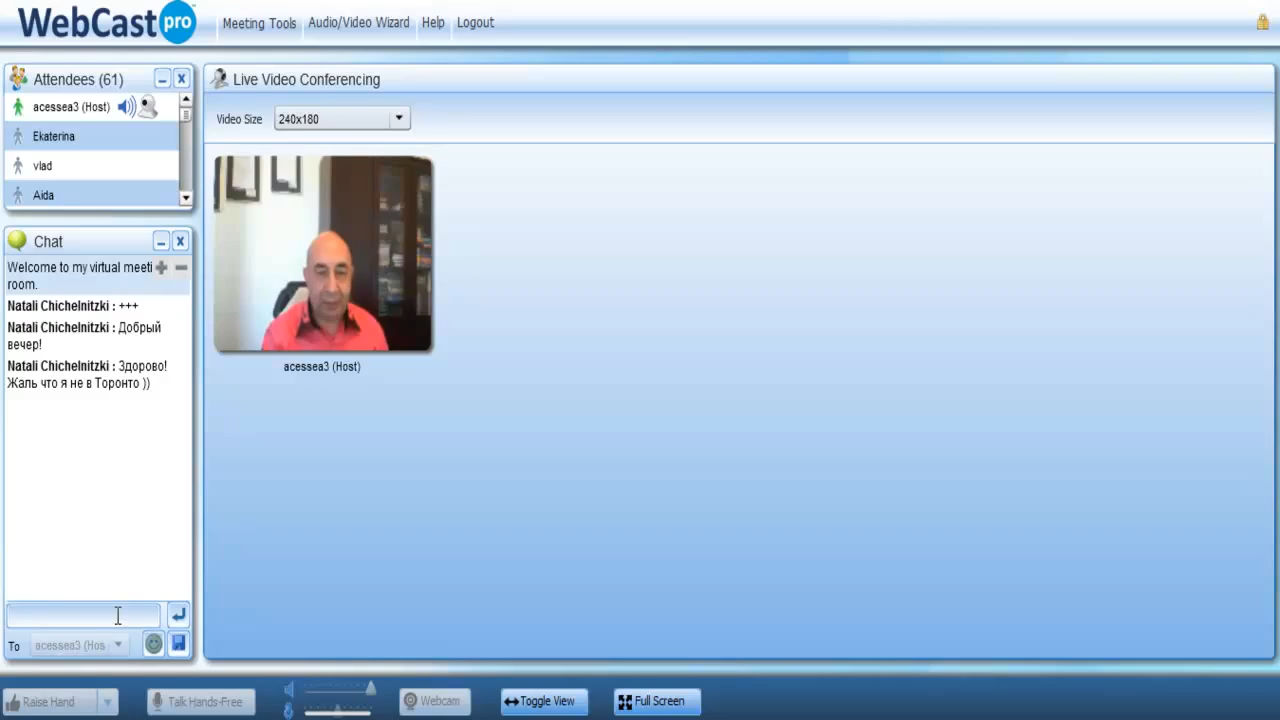 WebCast pro
Meeting Tools
Audio/Video Wizard
Help
Logout
Attendees (61)
acessea3 (Host)
Ekaterina
vlad
Aida
Chat
Welcome to my virtual meeti
room.
Natali Chichelnitzki : +++
Natali Chichelnitzki : Добрый
вечер!
Natali Chichelnitzki : Здорово!
Жаль что я не в Торонто ))
To
acessea3 (Hos
Live Video Conferencing
Video Size
240x180
acessea3 (Host)
Raise Hand
Talk Hands-Free
Webcam
Toggle View
Full Screen